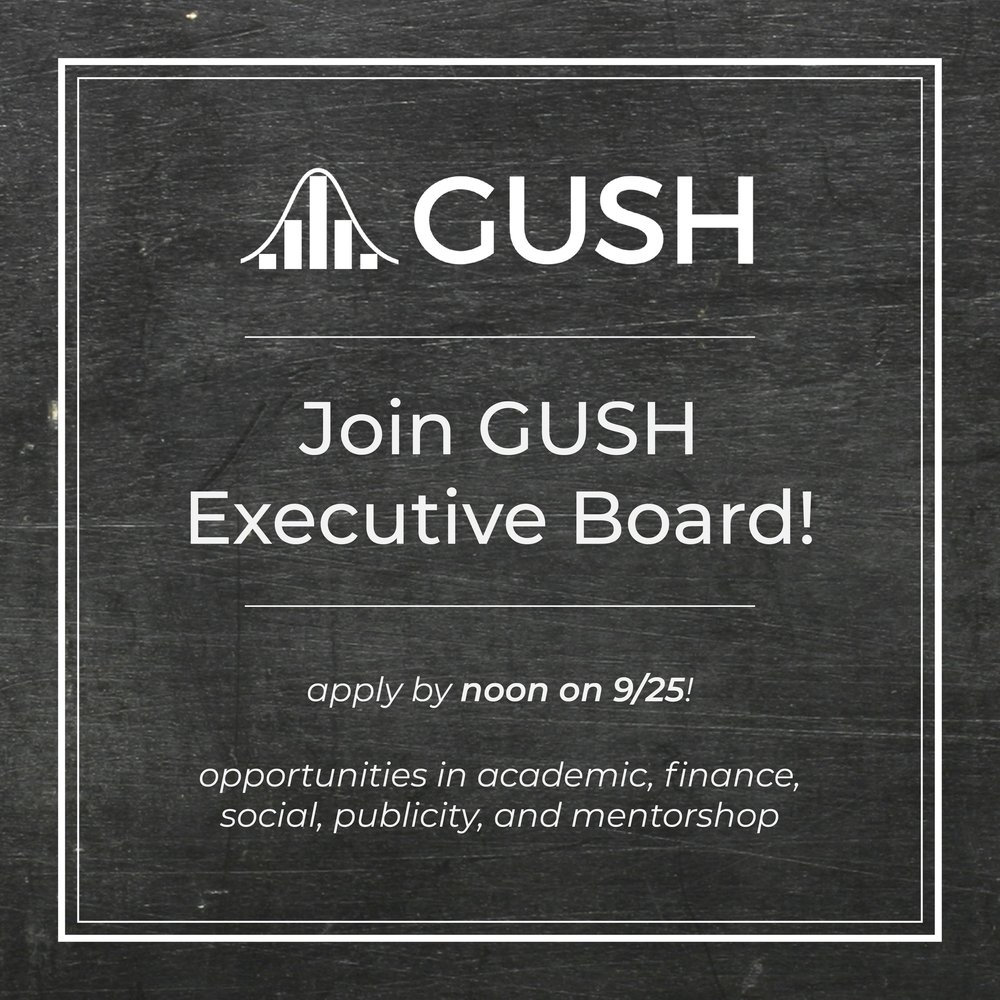 GUSH
Join GUSH
Executive Board!
apply by noon on 9/25!
opportunities in academic, finance,
social, publicity, and mentorshop